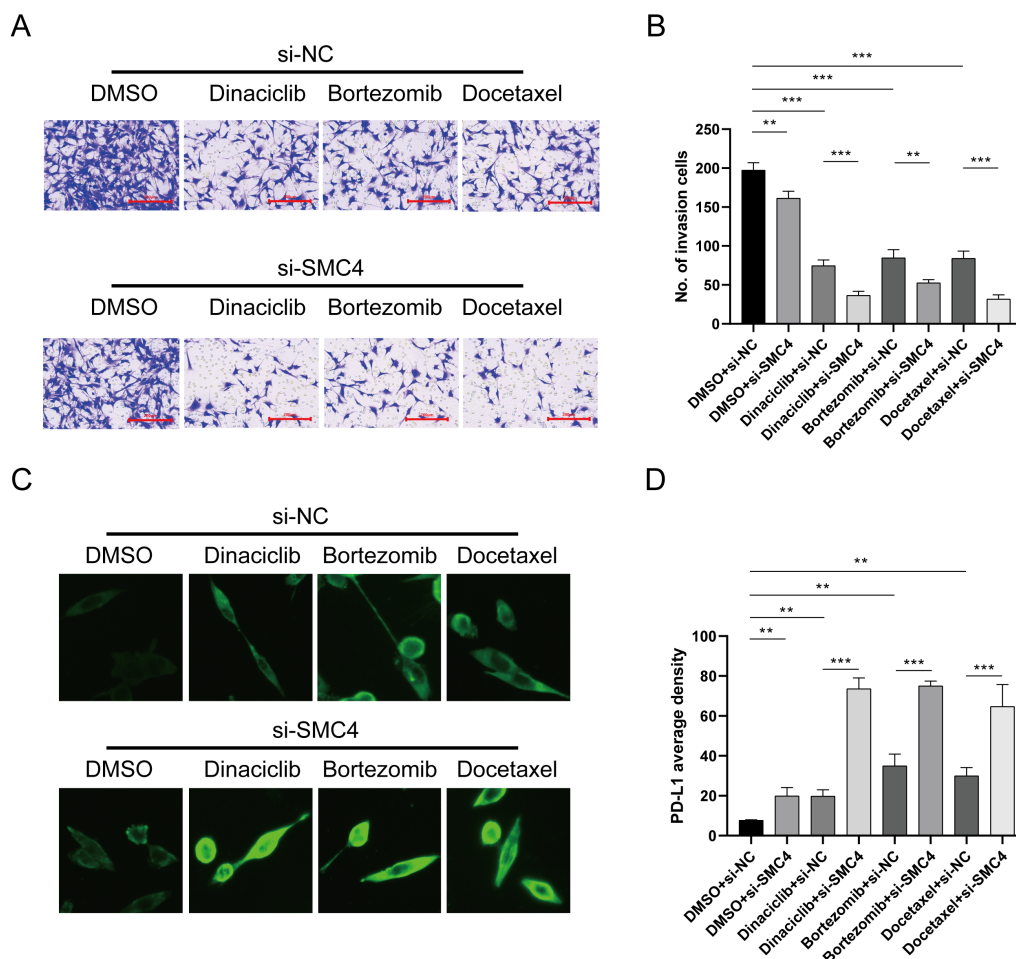 A
si-NC
DMSO Dinaciclib Bortezomib Docetaxel
si-SMC4
DMSO Dinaciclib Bortezomib Docetaxel
B
***
***
***
**
***
**
***
No. of invasion cells
250
200
150
100
50
0
DMSO+si-NC
DMSO+si-SMC4
Dinaciclib+si-NC
Dinaciclib+si-SMC4
Bortezomib+si-NC
Bortezomib+si-SMC4
Docetaxel+si-NC
Docetaxel+si-SMC4
C
si-NC
DMSO Dinaciclib Bortezomib Docetaxel
si-SMC4
DMSO Dinaciclib Bortezomib Docetaxel
D
**
**
**
**
***
***
***
PD-L1 average density
100
80
60
40
20
0
DMSO+si-NC
DMSO+si-SMC4
Dinaciclib+si-NC
Dinaciclib+si-SMC4
Bortezomib+si-NC
Bortezomib+si-SMC4
Docetaxel+si-NC
Docetaxel+si-SMC4